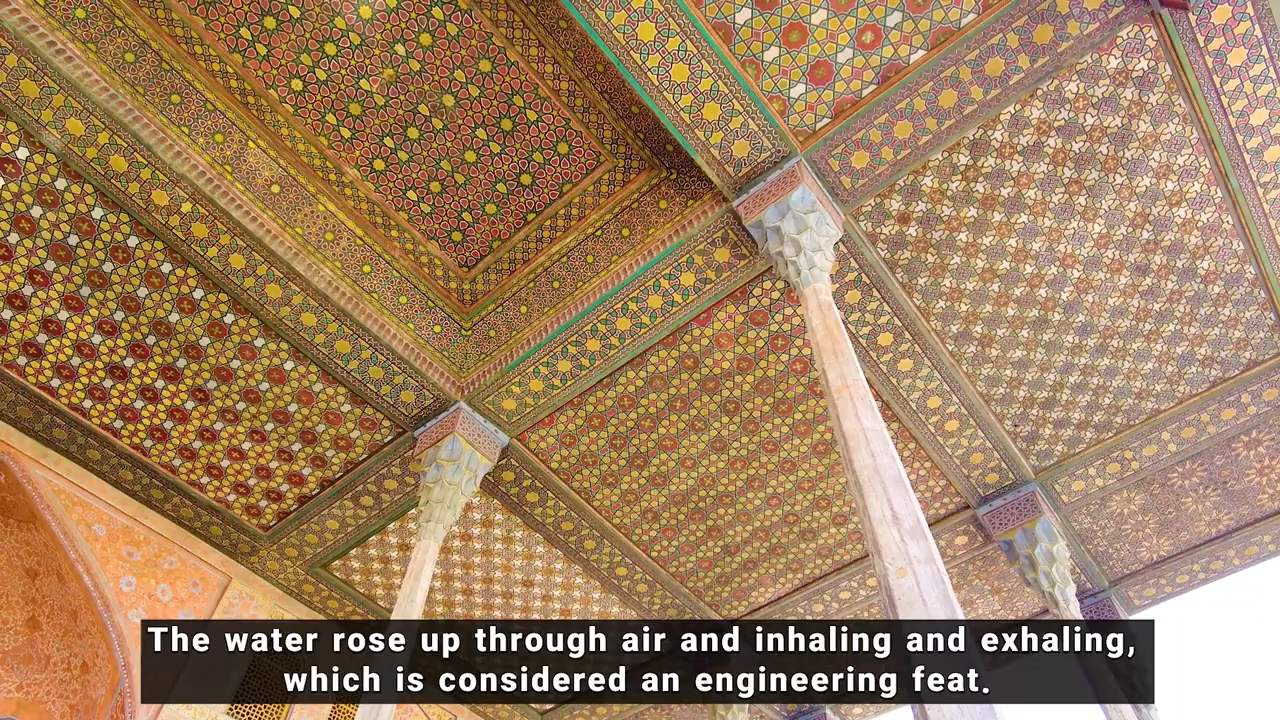 The water rose up through air and inhaling and exhaling,
which is considered an engineering feat.